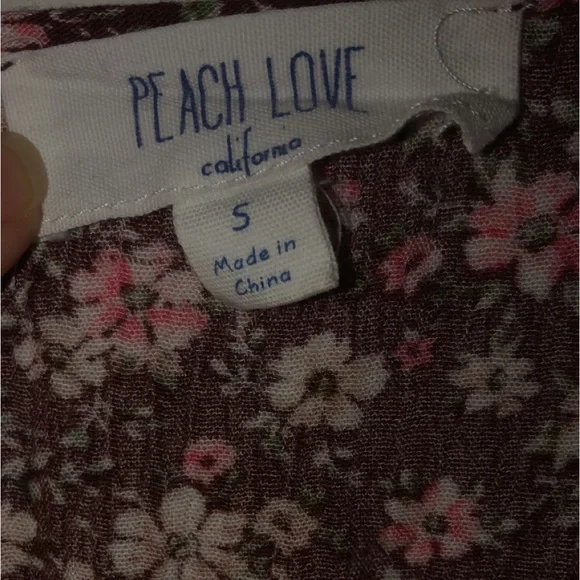 PEACH LOVE
california
S
Made in
China